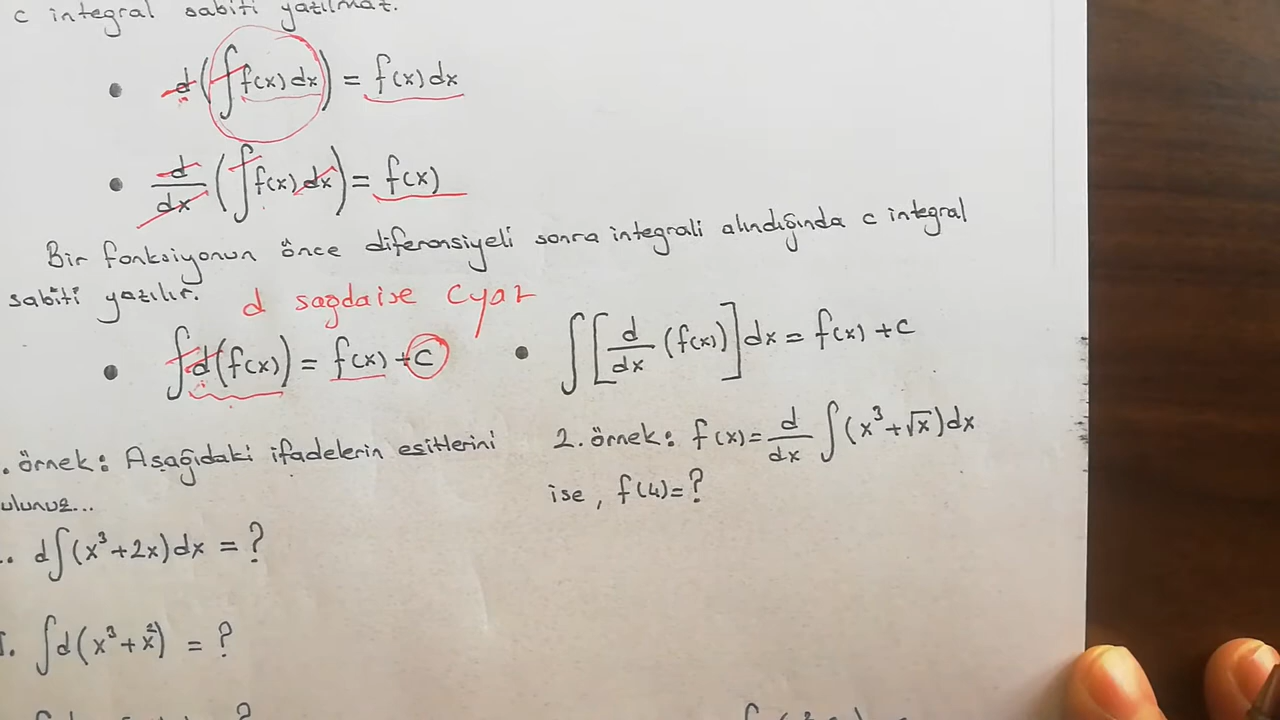 c integral sabiti yazılmaz.
• d(∫f(x)dx) = f(x)dx
• d/dx (∫f(x)dx) = f(x)
Bir fonksiyonun önce diferansiyeli sonra integrali alındığında c integral
sabiti yazılır. d sağdaise C yaz
• ∫d(f(x)) = f(x)+c
• ∫[d/dx (f(x))]dx = f(x)+c
. örnek: Aşağıdaki ifadelerin eşitlerini
ulunuz...
. d∫(x³+2x)dx = ?
. ∫d(x³+x²) = ?
2. örnek: f(x)= d/dx ∫(x³+√x)dx
ise, f(4)=?